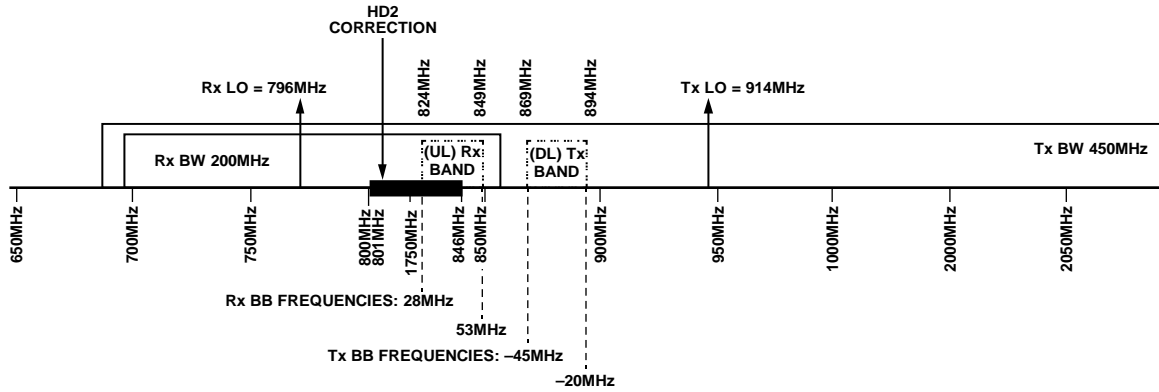 HD2
CORRECTION
824MHz
849MHz
869MHz
894MHz
Rx LO = 796MHz
Tx LO = 914MHz
Rx BW 200MHz
(UL) Rx
BAND
(DL) Tx
BAND
Tx BW 450MHz
650MHz
700MHz
750MHz
800MHz
801MHz
1750MHz
846MHz
850MHz
900MHz
950MHz
1000MHz
2000MHz
2050MHz
Rx BB FREQUENCIES: 28MHz
53MHz
Tx BB FREQUENCIES: –45MHz
–20MHz